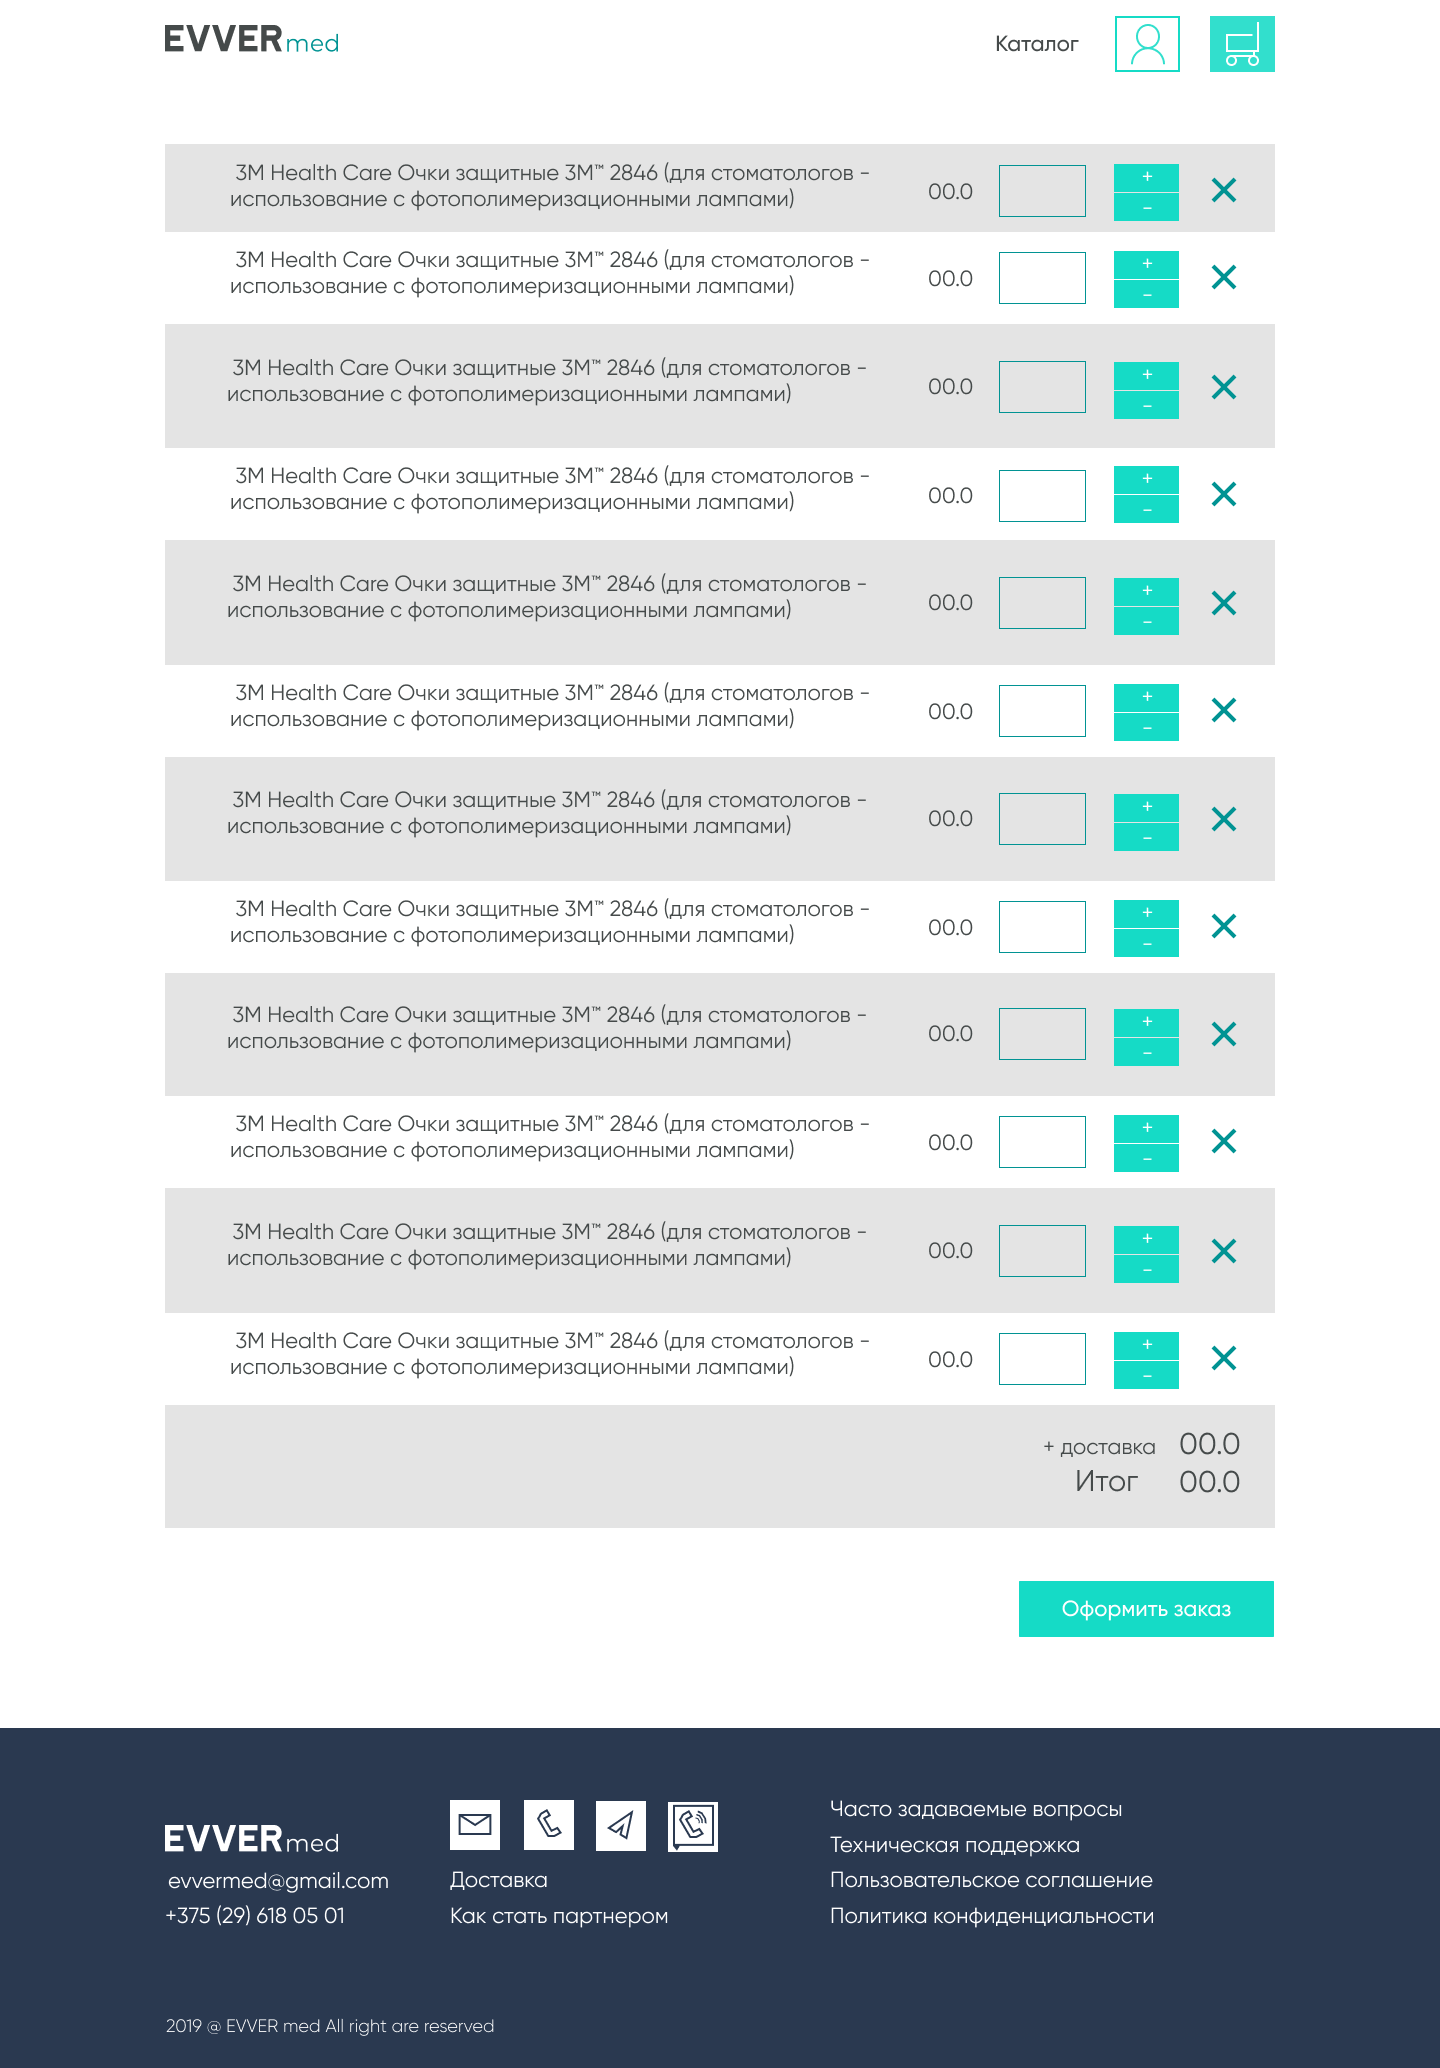 EVVER med
Каталог
3M Health Care Очки защитные 3M™ 2846 (для стоматологов -
использование с фотополимеризационными лампами)
00.0
+
-
3M Health Care Очки защитные 3M™ 2846 (для стоматологов -
использование с фотополимеризационными лампами)
00.0
+
-
3M Health Care Очки защитные 3M™ 2846 (для стоматологов -
использование с фотополимеризационными лампами)
00.0
+
-
3M Health Care Очки защитные 3M™ 2846 (для стоматологов -
использование с фотополимеризационными лампами)
00.0
+
-
3M Health Care Очки защитные 3M™ 2846 (для стоматологов -
использование с фотополимеризационными лампами)
00.0
+
-
3M Health Care Очки защитные 3M™ 2846 (для стоматологов -
использование с фотополимеризационными лампами)
00.0
+
-
3M Health Care Очки защитные 3M™ 2846 (для стоматологов -
использование с фотополимеризационными лампами)
00.0
+
-
3M Health Care Очки защитные 3M™ 2846 (для стоматологов -
использование с фотополимеризационными лампами)
00.0
+
-
3M Health Care Очки защитные 3M™ 2846 (для стоматологов -
использование с фотополимеризационными лампами)
00.0
+
-
3M Health Care Очки защитные 3M™ 2846 (для стоматологов -
использование с фотополимеризационными лампами)
00.0
+
-
3M Health Care Очки защитные 3M™ 2846 (для стоматологов -
использование с фотополимеризационными лампами)
00.0
+
-
3M Health Care Очки защитные 3M™ 2846 (для стоматологов -
использование с фотополимеризационными лампами)
00.0
+
-
+ доставка 00.0
Итог 00.0
Оформить заказ
EVVER med
evvermed@gmail.com
+375 (29) 618 05 01
Доставка
Как стать партнером
Часто задаваемые вопросы
Техническая поддержка
Пользовательское соглашение
Политика конфиденциальности
2019 @ EVVER med All right are reserved